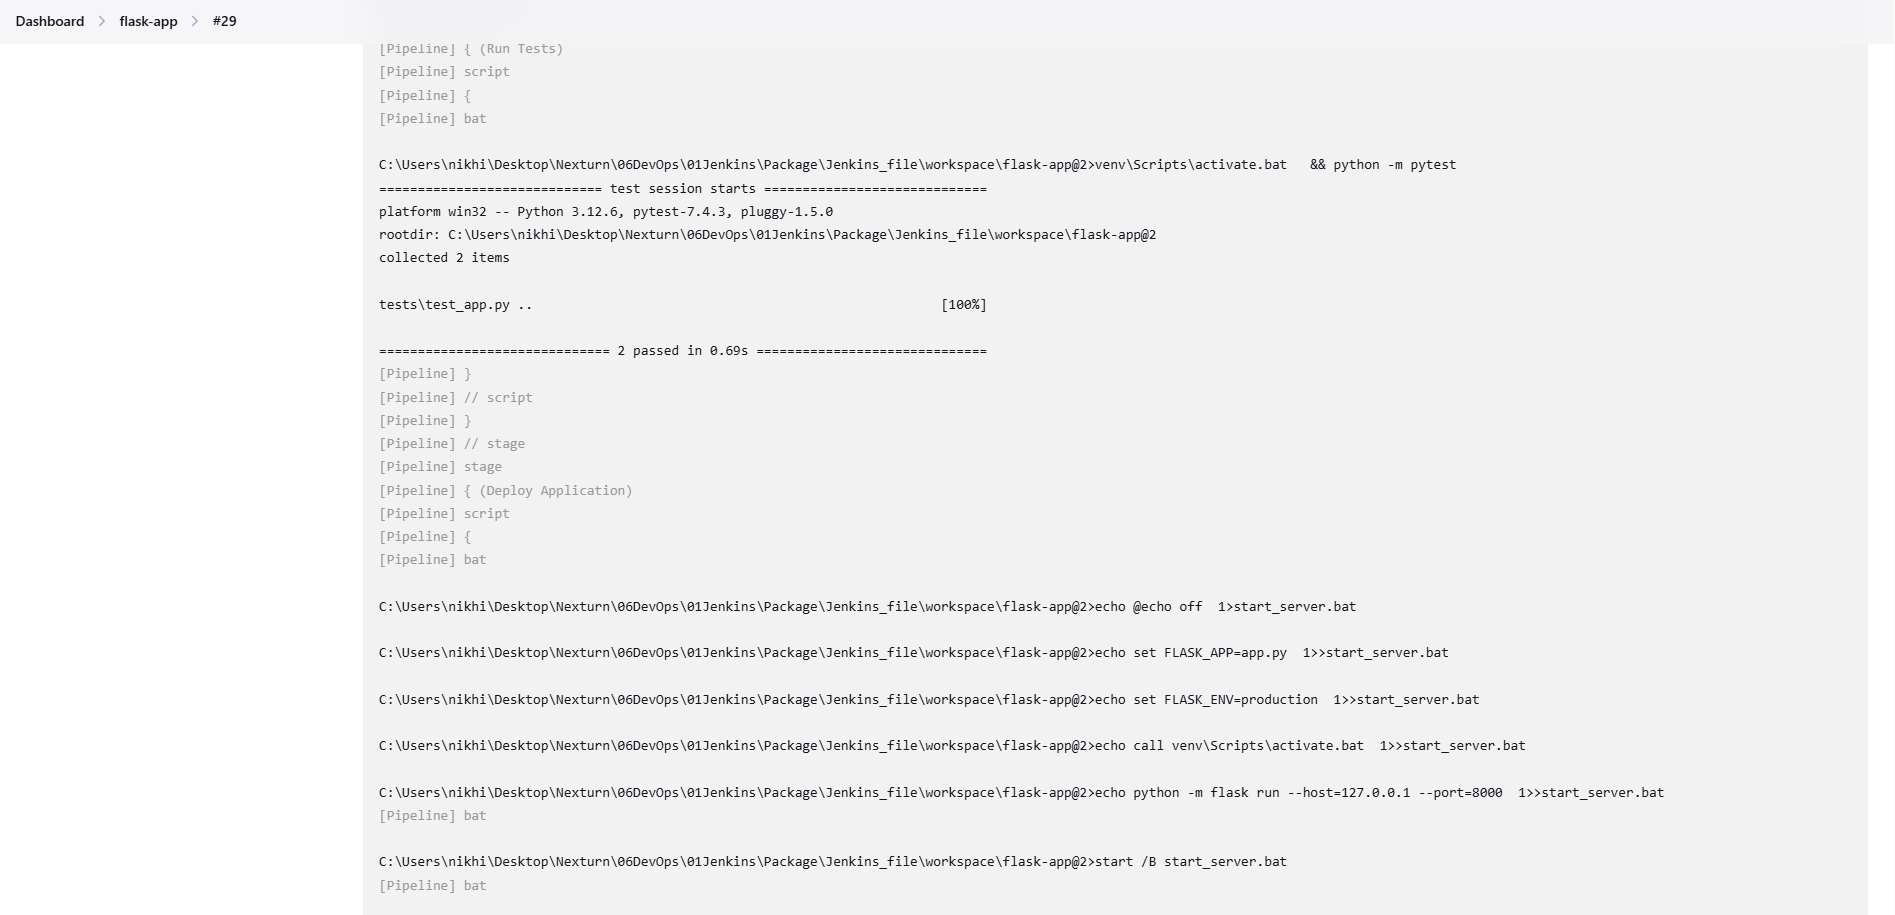 Dashboard > flask-app > #29
[Pipeline] { (Run Tests)
[Pipeline] script
[Pipeline] {
[Pipeline] bat
C:\Users\nikhi\Desktop\Nexturn\06DevOps\01Jenkins\Package\Jenkins_file\workspace\flask-app@2>venv\Scripts\activate.bat   && python -m pytest
============================= test session starts =============================
platform win32 -- Python 3.12.6, pytest-7.4.3, pluggy-1.5.0
rootdir: C:\Users\nikhi\Desktop\Nexturn\06DevOps\01Jenkins\Package\Jenkins_file\workspace\flask-app@2
collected 2 items
tests\test_app.py ..                                                     [100%]
============================== 2 passed in 0.69s ==============================
[Pipeline] }
[Pipeline] // script
[Pipeline] }
[Pipeline] // stage
[Pipeline] stage
[Pipeline] { (Deploy Application)
[Pipeline] script
[Pipeline] {
[Pipeline] bat
C:\Users\nikhi\Desktop\Nexturn\06DevOps\01Jenkins\Package\Jenkins_file\workspace\flask-app@2>echo @echo off  1>start_server.bat
C:\Users\nikhi\Desktop\Nexturn\06DevOps\01Jenkins\Package\Jenkins_file\workspace\flask-app@2>echo set FLASK_APP=app.py  1>>start_server.bat
C:\Users\nikhi\Desktop\Nexturn\06DevOps\01Jenkins\Package\Jenkins_file\workspace\flask-app@2>echo set FLASK_ENV=production  1>>start_server.bat
C:\Users\nikhi\Desktop\Nexturn\06DevOps\01Jenkins\Package\Jenkins_file\workspace\flask-app@2>echo call venv\Scripts\activate.bat  1>>start_server.bat
C:\Users\nikhi\Desktop\Nexturn\06DevOps\01Jenkins\Package\Jenkins_file\workspace\flask-app@2>echo python -m flask run --host=127.0.0.1 --port=8000  1>>start_server.bat
[Pipeline] bat
C:\Users\nikhi\Desktop\Nexturn\06DevOps\01Jenkins\Package\Jenkins_file\workspace\flask-app@2>start /B start_server.bat
[Pipeline] bat